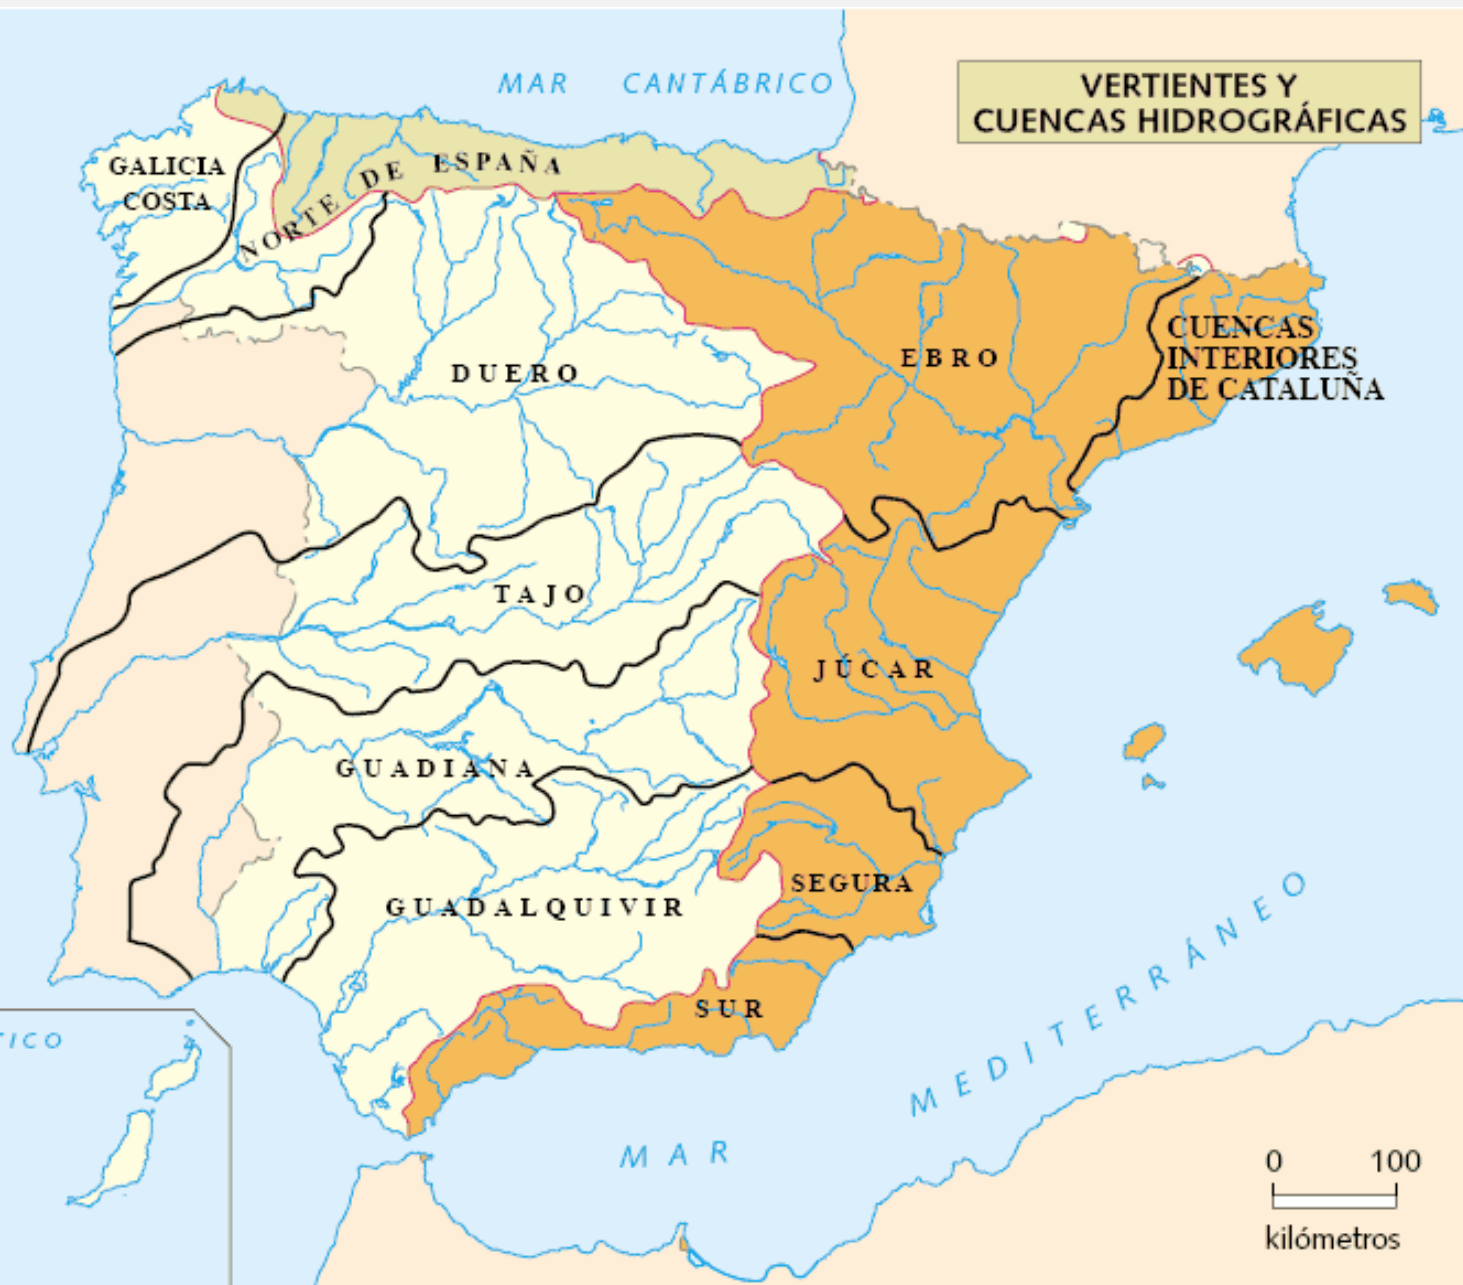 MAR CANTÁBRICO
VERTIENTES Y
CUENCAS HIDROGRÁFICAS
GALICIA
COSTA
NORTE DE ESPAÑA
DUERO
EBRO
CUENCAS
INTERIORES
DE CATALUÑA
TAJO
JÚCAR
GUADIANA
SEGURA
GUADALQUIVIR
SUR
TICO
MAR MEDITERRÁNEO
0 100
kilómetros